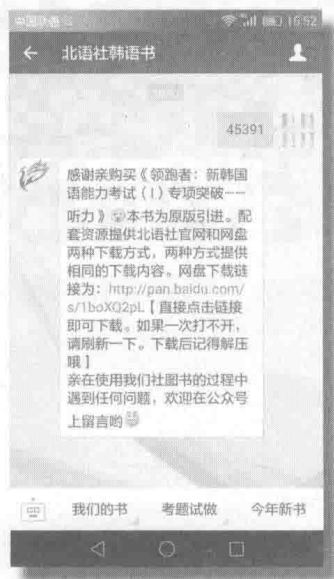 16:52
北语社韩语书
45391
感谢亲购买《领跑者：新韩国
语能力考试（I）专项突破——
听力》本书为原版引进。配
套资源提供北语社官网和网盘
两种下载方式，两种方式提供
相同的下载内容。网盘下载链
接为：http://pan.baidu.com/
s/1boXQ2pL【直接点击链接
即可下载。如果一次打不开，
请刷新一下。下载后记得解压
哦】
亲在使用我们社图书的过程中
遇到任何问题，欢迎在公众号
上留言哟
我们的书 考题试做 今年新书